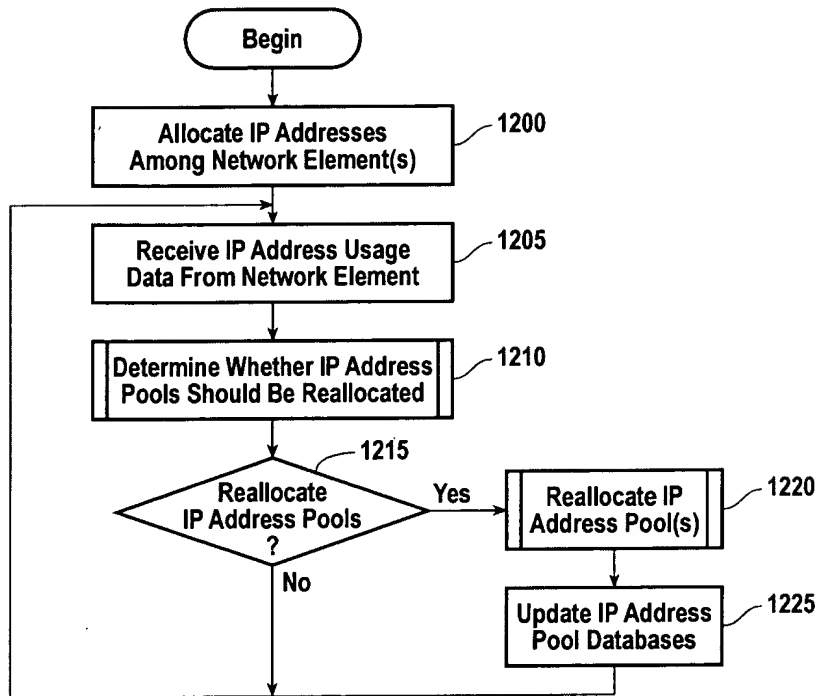 Begin
Allocate IP Addresses
Among Network Element(s)
1200
Receive IP Address Usage
Data From Network Element
1205
Determine Whether IP Address
Pools Should Be Reallocated
1210
1215
Reallocate
IP Address Pools
?
Yes
No
Reallocate IP
Address Pool(s)
1220
Update IP Address
Pool Databases
1225